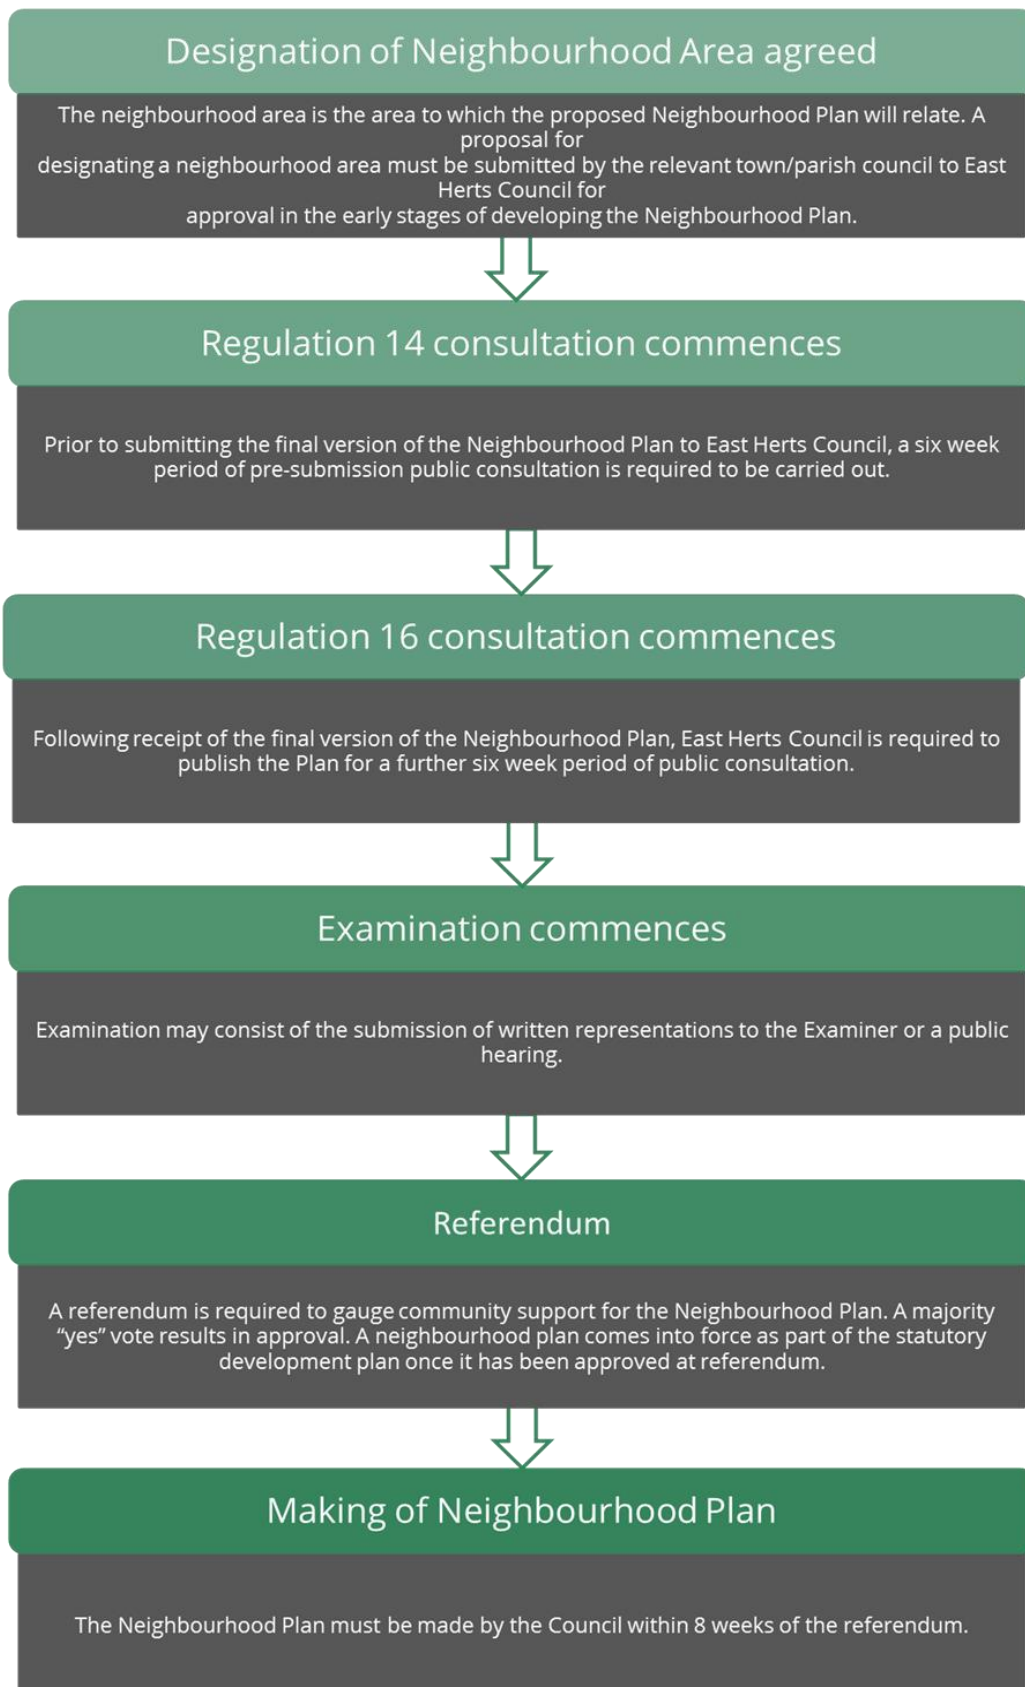 Designation of Neighbourhood Area agreed
The neighbourhood area is the area to which the proposed Neighbourhood Plan will relate. A
proposal for
designating a neighbourhood area must be submitted by the relevant town/parish council to East
Herts Council for
approval in the early stages of developing the Neighbourhood Plan.
Regulation 14 consultation commences
Prior to submitting the final version of the Neighbourhood Plan to East Herts Council, a six week
period of pre-submission public consultation is required to be carried out.
Regulation 16 consultation commences
Following receipt of the final version of the Neighbourhood Plan, East Herts Council is required to
publish the Plan for a further six week period of public consultation.
Examination commences
Examination may consist of the submission of written representations to the Examiner or a public
hearing.
Referendum
A referendum is required to gauge community support for the Neighbourhood Plan. A majority
“yes” vote results in approval. A neighbourhood plan comes into force as part of the statutory
development plan once it has been approved at referendum.
Making of Neighbourhood Plan
The Neighbourhood Plan must be made by the Council within 8 weeks of the referendum.